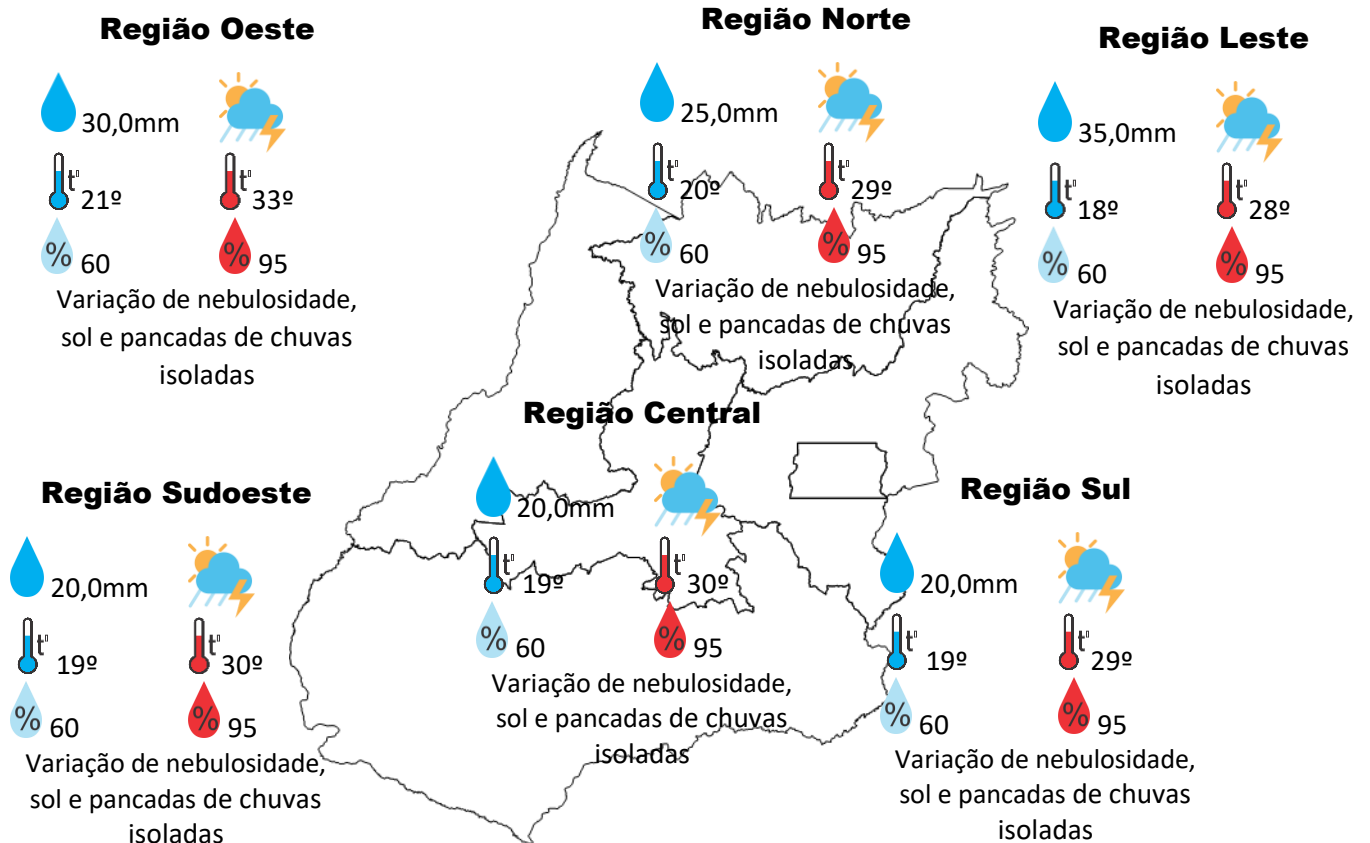 Região Oeste
30,0mm
t°
21º
t°
33º
%
60
%
95
Variação de nebulosidade,
sol e pancadas de chuvas
isoladas
Região Norte
25,0mm
t°
20º
t°
29º
%
60
%
95
Variação de nebulosidade,
sol e pancadas de chuvas
isoladas
Região Leste
35,0mm
t°
18º
t°
28º
%
60
%
95
Variação de nebulosidade,
sol e pancadas de chuvas
isoladas
Região Sudoeste
20,0mm
t°
19º
t°
30º
%
60
%
95
Variação de nebulosidade,
sol e pancadas de chuvas
isoladas
Região Central
20,0mm
t°
19º
t°
30º
%
60
%
95
Variação de nebulosidade,
sol e pancadas de chuvas
isoladas
Região Sul
20,0mm
t°
19º
t°
29º
%
60
%
95
Variação de nebulosidade,
sol e pancadas de chuvas
isoladas